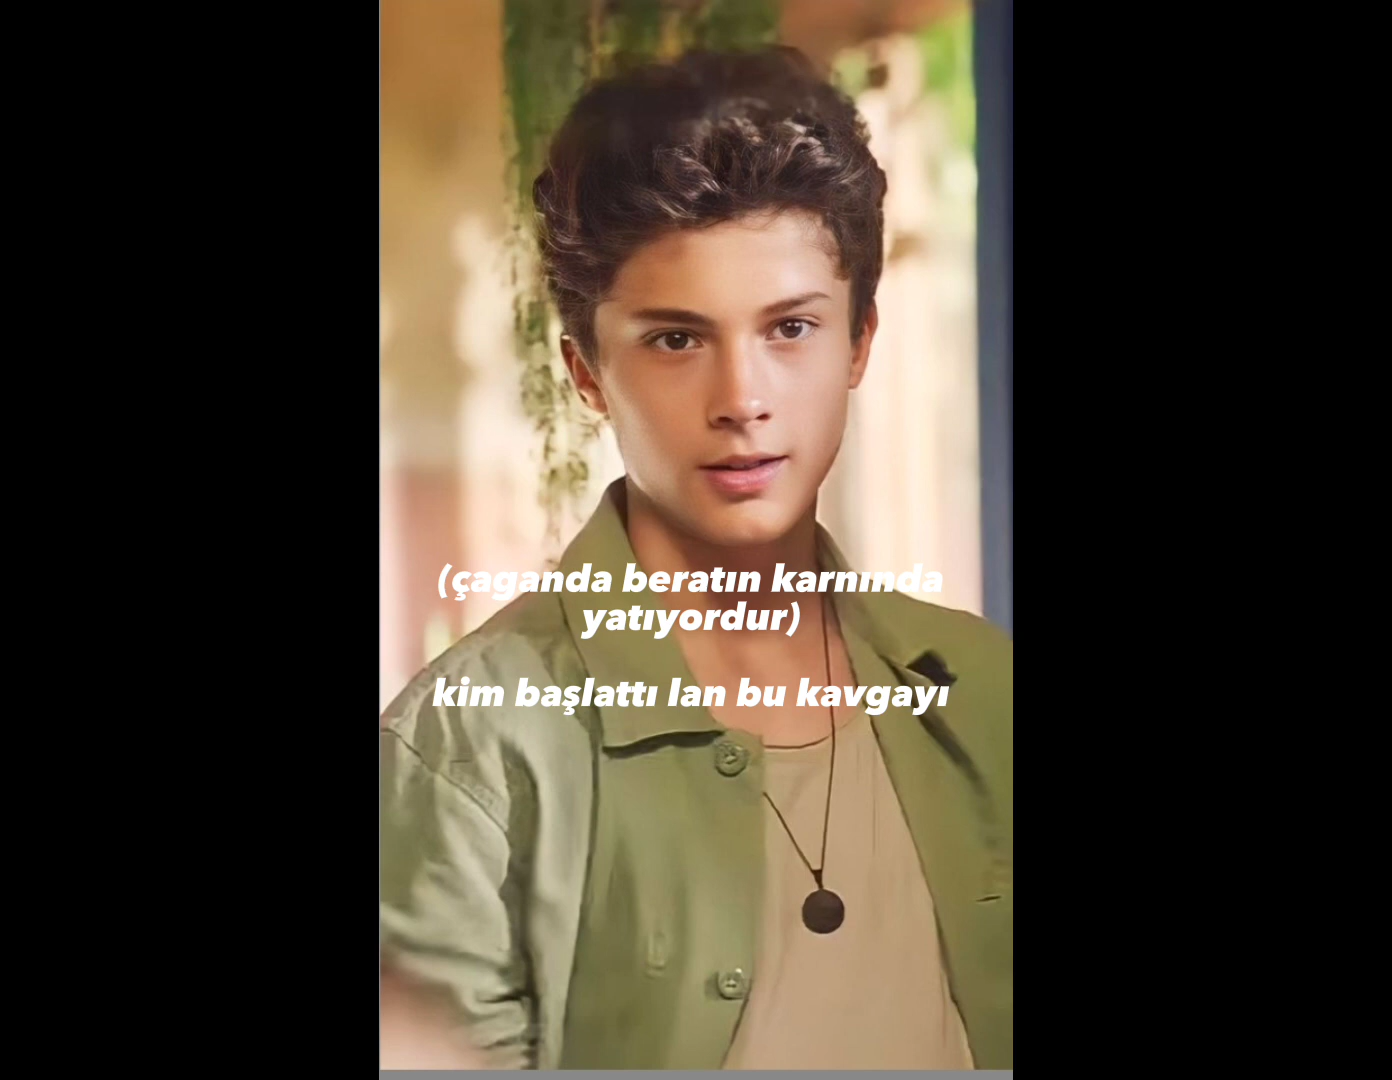 (çaganda beratın karnında
yatıyordur)
kim başlattı lan bu kavgayı